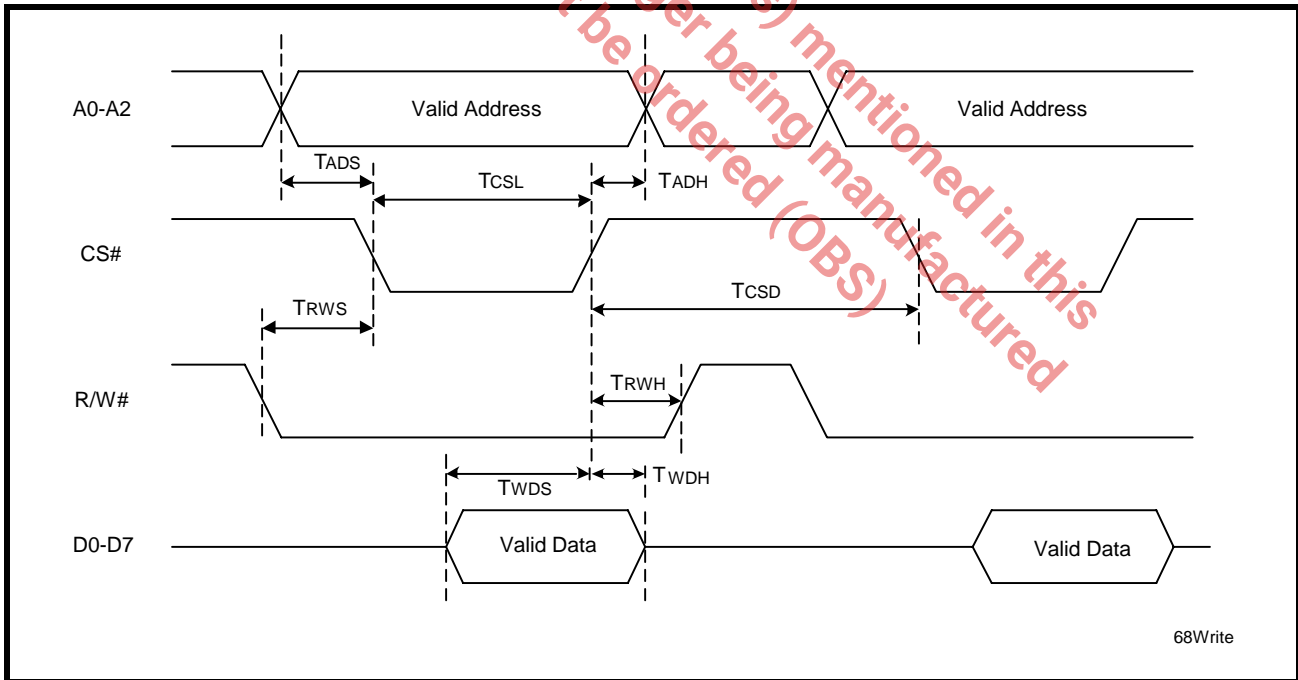 s) mentioned in this
ger being manufactured
t be ordered (OBS)
A0-A2
Valid Address
Valid Address
TADS
TCSL
TADH
CS#
TCSD
TRWS
R/W#
TRWH
TWDS
TWDH
D0-D7
Valid Data
Valid Data
68Write